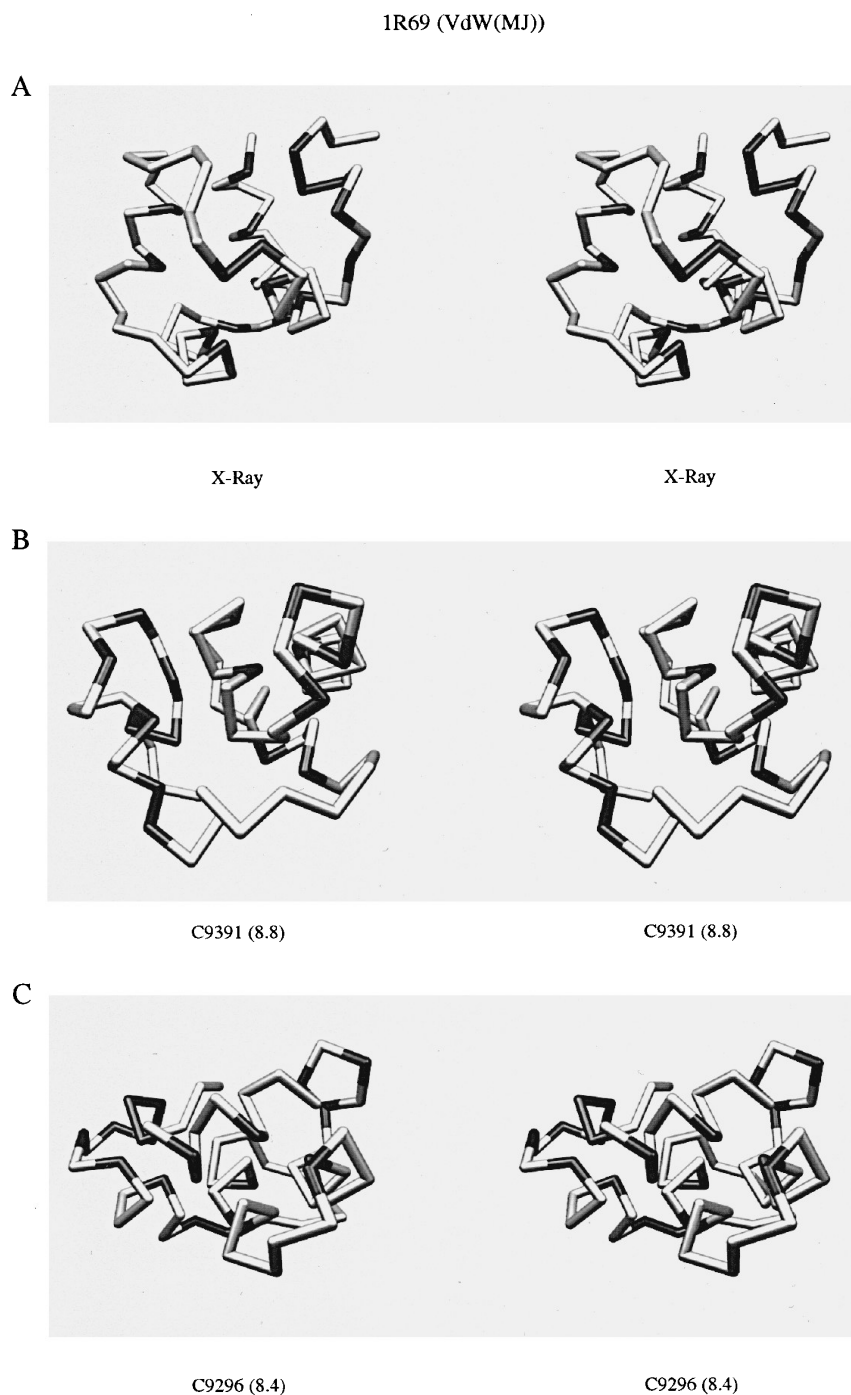 1R69 (VdW(MJ))
A
X-Ray X-Ray
B
C9391 (8.8) C9391 (8.8)
C
C9296 (8.4) C9296 (8.4)